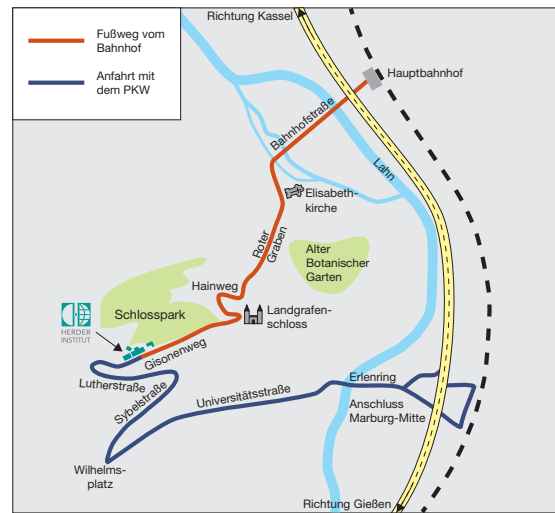 Richtung Kassel
Fußweg vom
Bahnhof
Anfahrt mit
dem PKW
Hauptbahnhof
Bahnhofstraße
Lahn
Elisabeth-
kirche
Roter
Graben
Alter
Botanischer
Garten
Hainweg
Schlosspark
Landgrafen-
schloss
HERDER
INSTITUT
Gisonenweg
Lutherstraße
Sybelstraße
Universitätsstraße
Erlenring
Anschluss
Marburg-Mitte
Wilhelms-
platz
Richtung Gießen